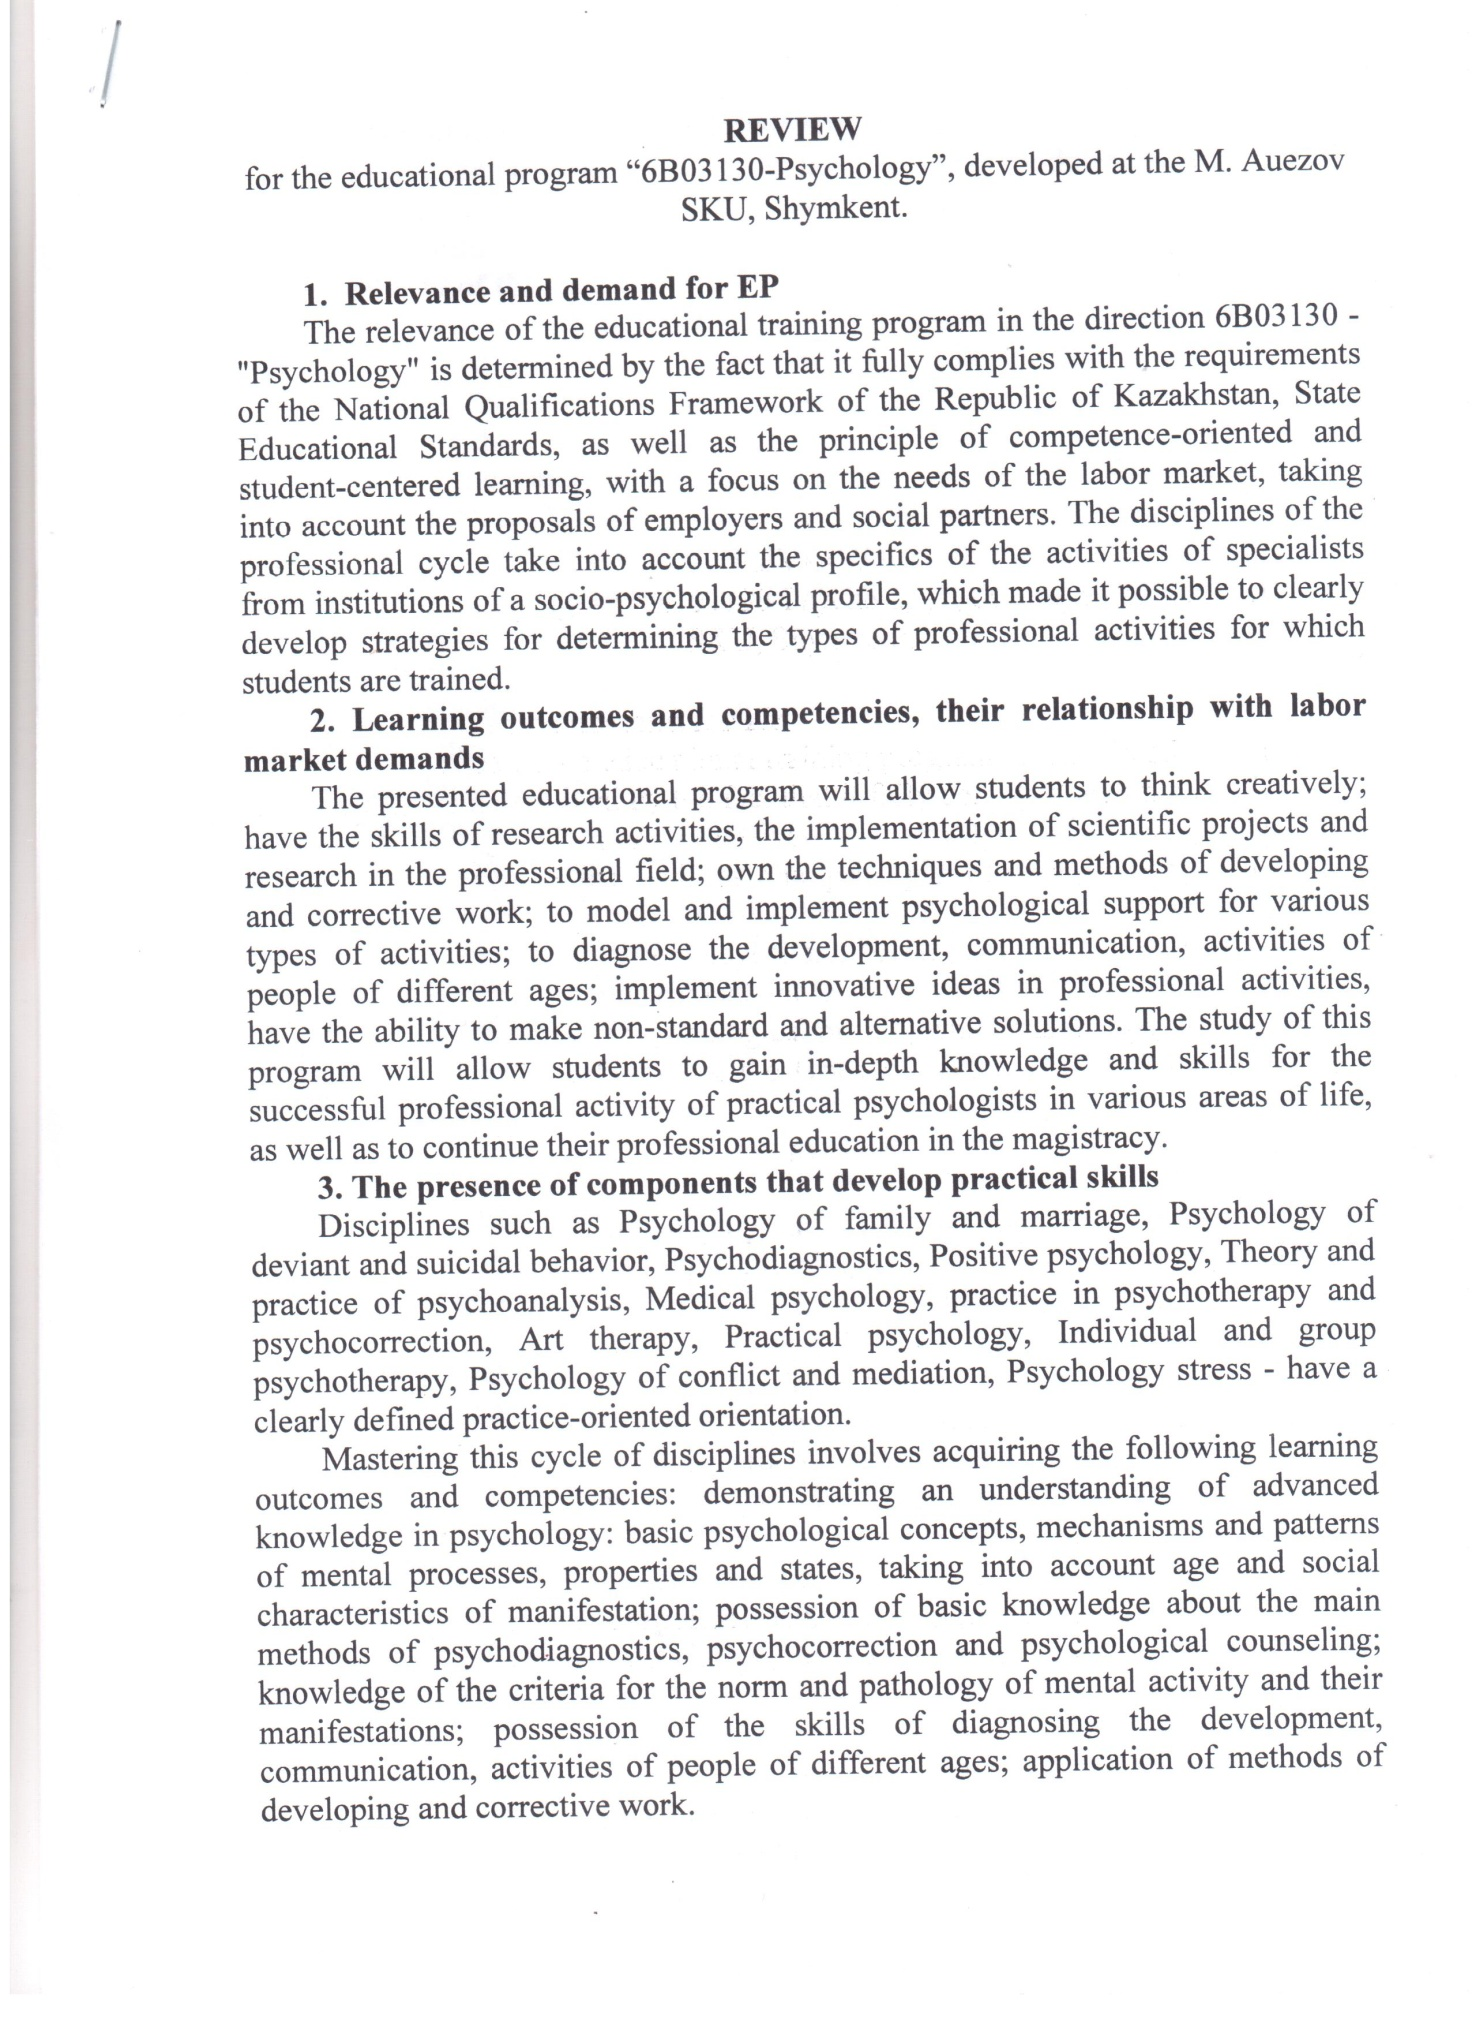 REVIEW
for the educational program “6B03130-Psychology”, developed at the M. Auezov
SKU, Shymkent.
1. Relevance and demand for EP
The relevance of the educational training program in the direction 6B03130 -
"Psychology" is determined by the fact that it fully complies with the requirements
of the National Qualifications Framework of the Republic of Kazakhstan, State
Educational Standards, as well as the principle of competence-oriented and
student-centered learning, with a focus on the needs of the labor market, taking
into account the proposals of employers and social partners. The disciplines of the
professional cycle take into account the specifics of the activities of specialists
from institutions of a socio-psychological profile, which made it possible to clearly
develop strategies for determining the types of professional activities for which
students are trained.
2. Learning outcomes and competencies, their relationship with labor
market demands
The presented educational program will allow students to think creatively;
have the skills of research activities, the implementation of scientific projects and
research in the professional field; own the techniques and methods of developing
and corrective work; to model and implement psychological support for various
types of activities; to diagnose the development, communication, activities of
people of different ages; implement innovative ideas in professional activities,
have the ability to make non-standard and alternative solutions. The study of this
program will allow students to gain in-depth knowledge and skills for the
successful professional activity of practical psychologists in various areas of life,
as well as to continue their professional education in the magistracy.
3. The presence of components that develop practical skills
Disciplines such as Psychology of family and marriage, Psychology of
deviant and suicidal behavior, Psychodiagnostics, Positive psychology, Theory and
practice of psychoanalysis, Medical psychology, practice in psychotherapy and
psychocorrection, Art therapy, Practical psychology, Individual and group
psychotherapy, Psychology of conflict and mediation, Psychology stress - have a
clearly defined practice-oriented orientation.
Mastering this cycle of disciplines involves acquiring the following learning
outcomes and competencies: demonstrating an understanding of advanced
knowledge in psychology: basic psychological concepts, mechanisms and patterns
of mental processes, properties and states, taking into account age and social
characteristics of manifestation; possession of basic knowledge about the main
methods of psychodiagnostics, psychocorrection and psychological counseling;
knowledge of the criteria for the norm and pathology of mental activity and their
manifestations; possession of the skills of diagnosing the development,
communication, activities of people of different ages; application of methods of
developing and corrective work.